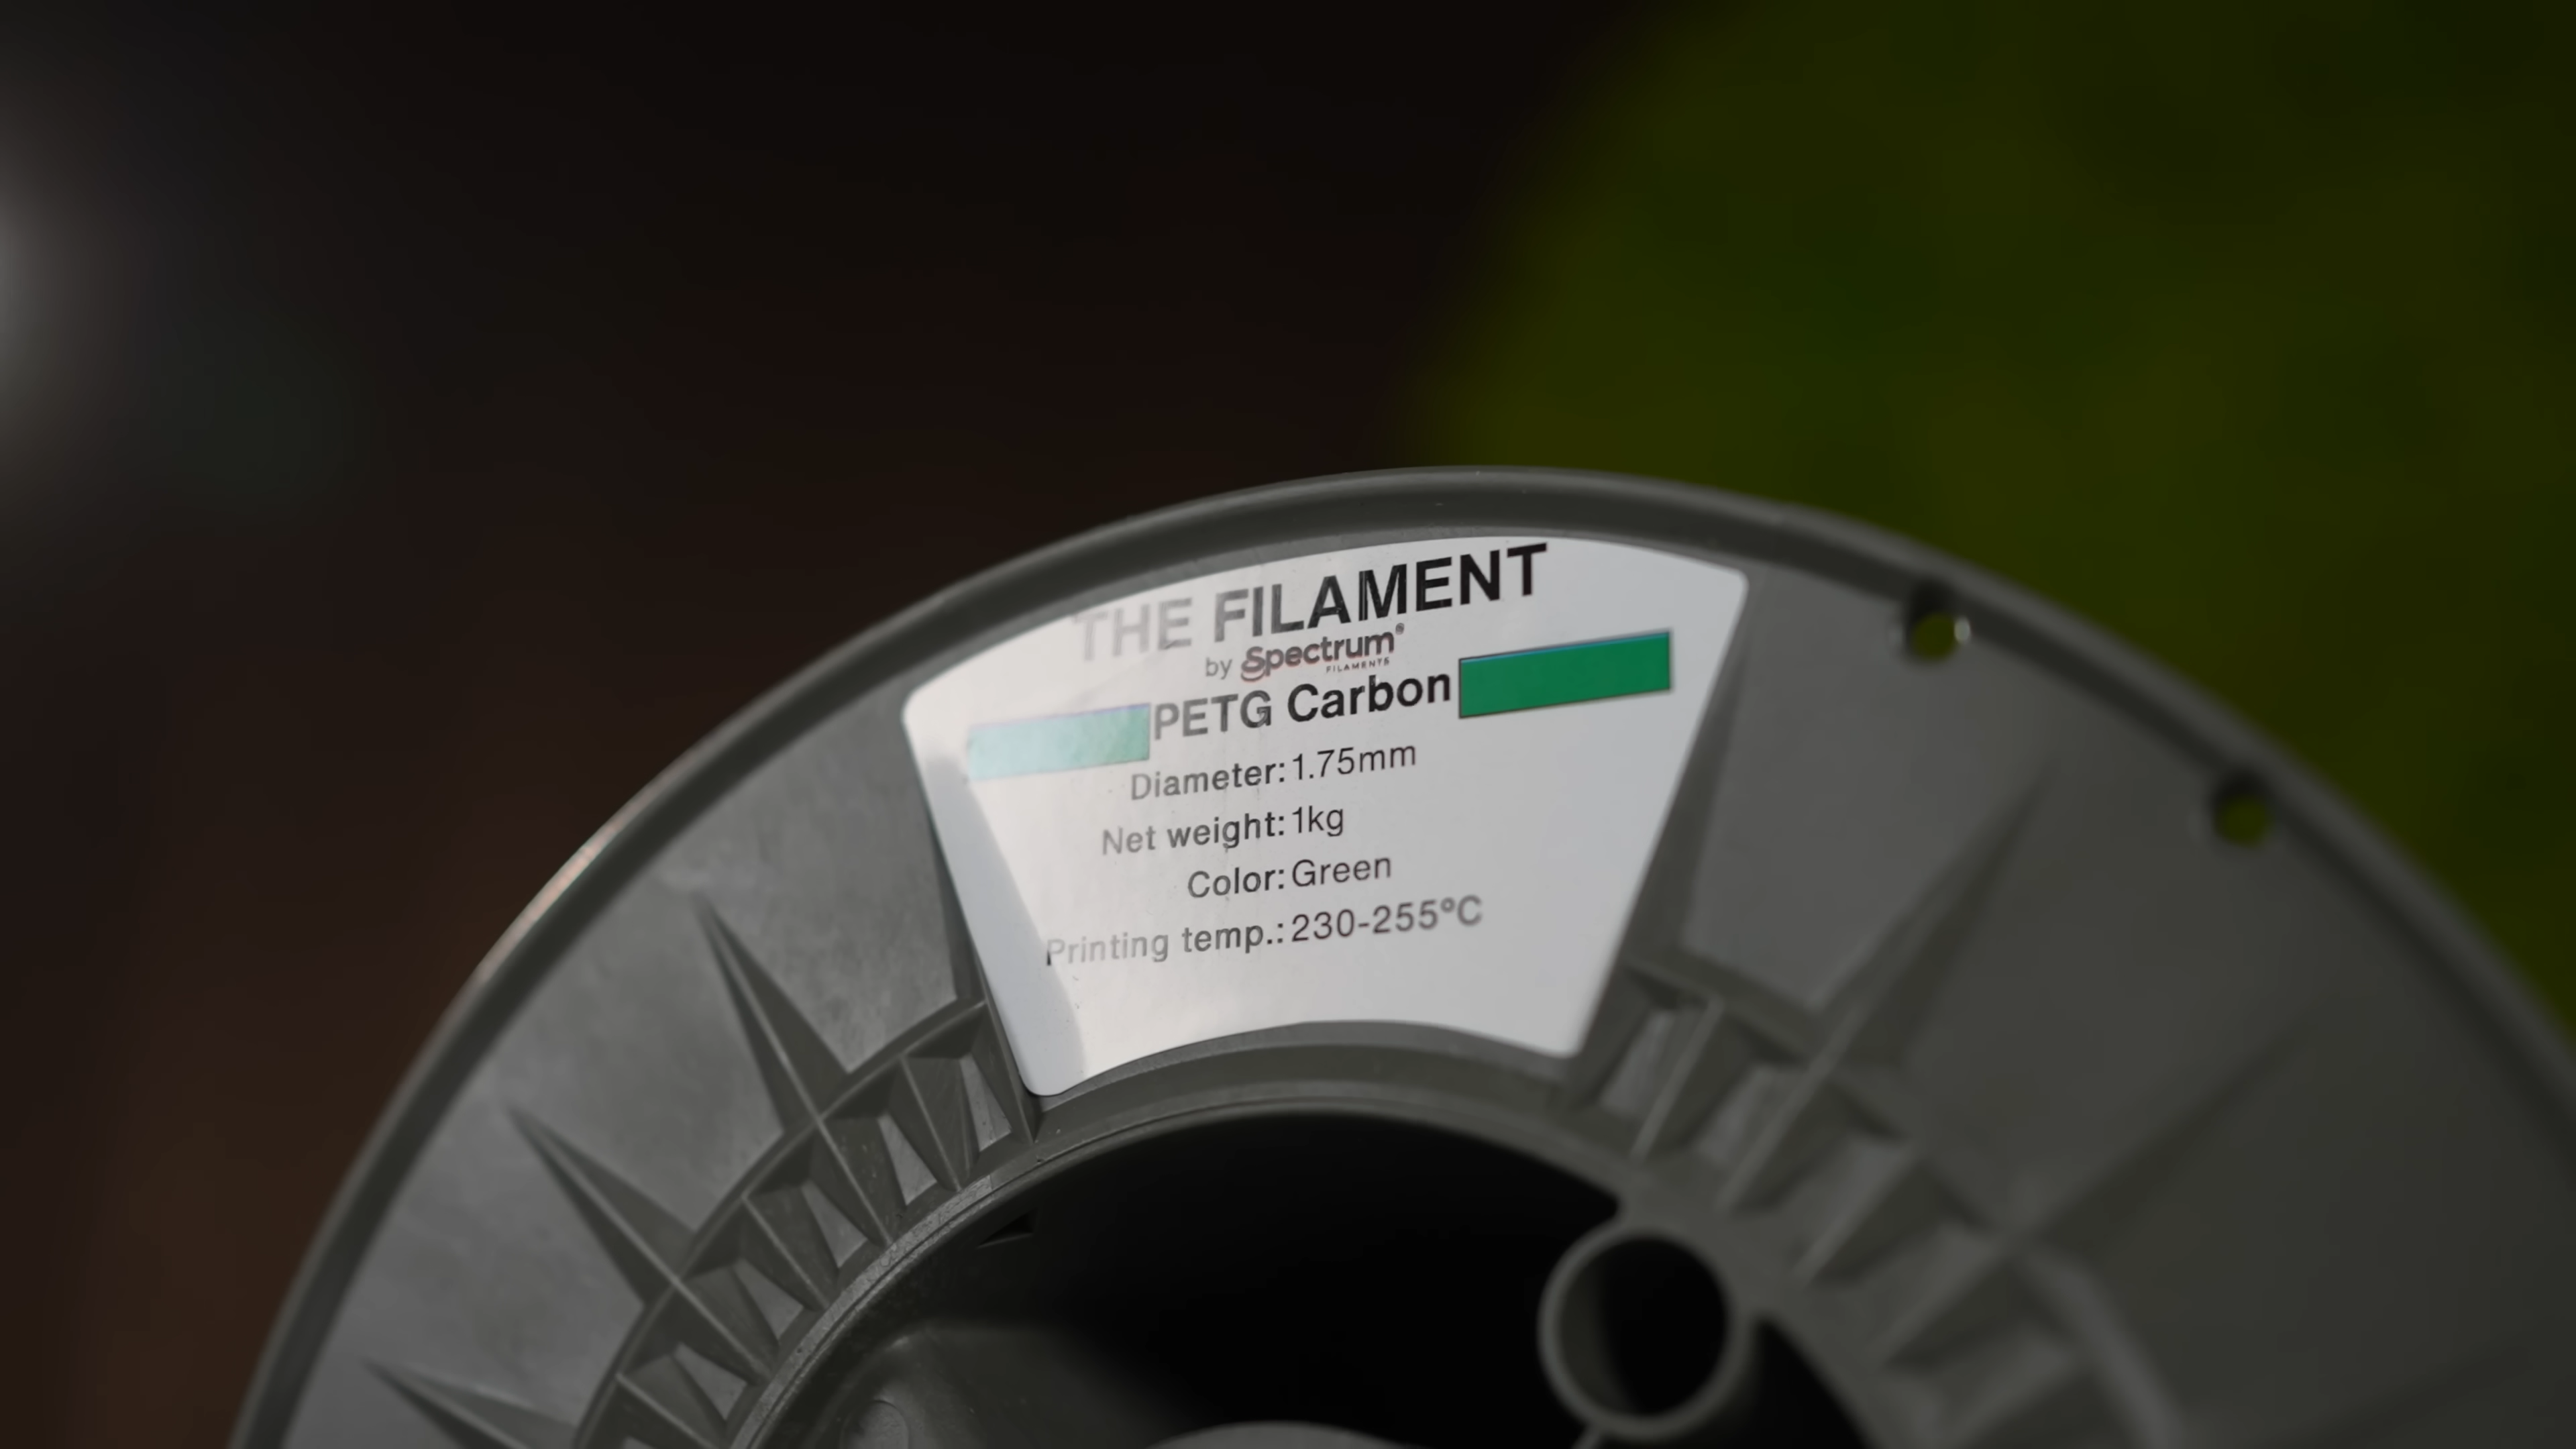 THE FILAMENT
by Spectrum®
FILAMENTS
PETG Carbon
Diameter: 1.75mm
Net weight: 1kg
Color: Green
Printing temp.: 230-255°C